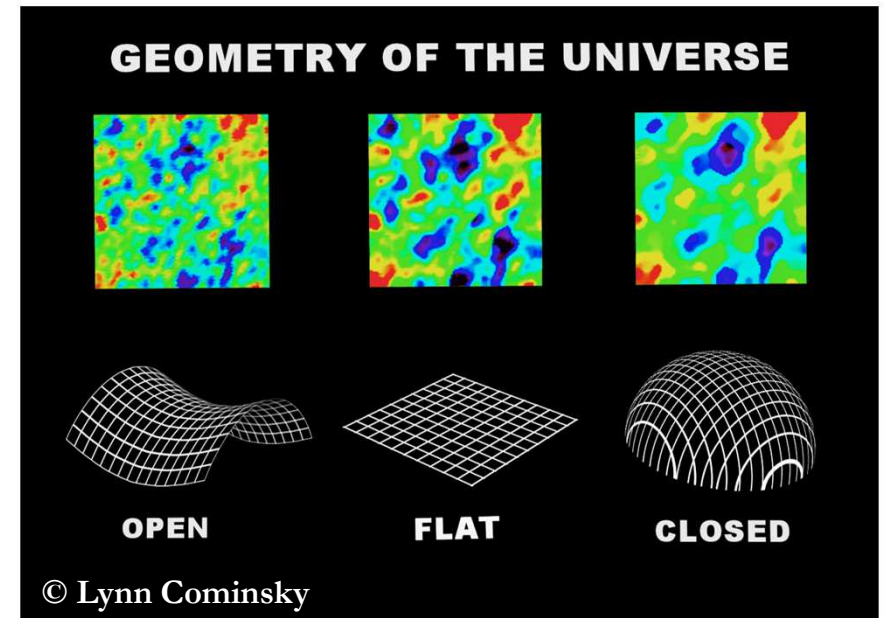 GEOMETRY OF THE UNIVERSE
OPEN
FLAT
CLOSED
© Lynn Cominsky